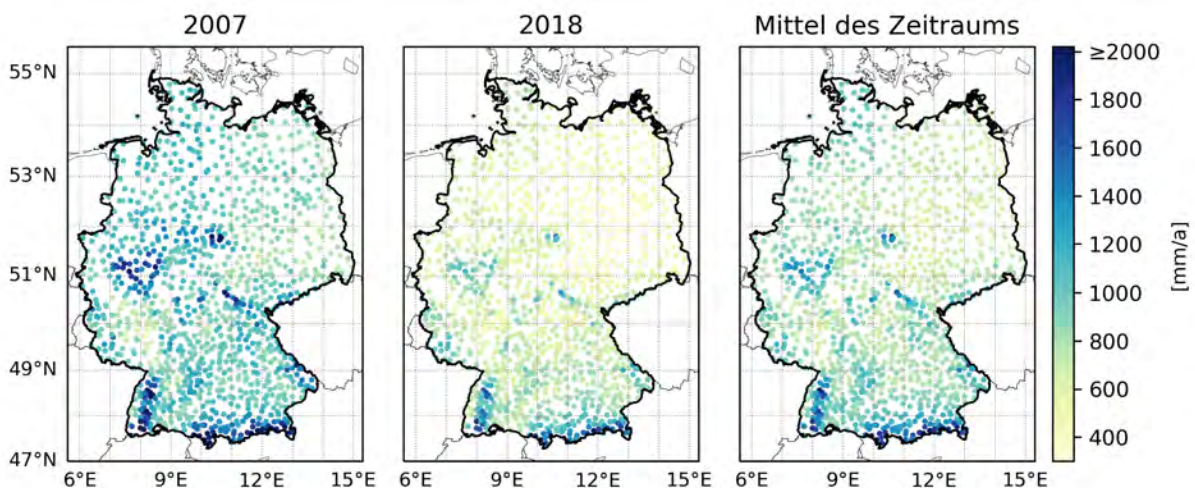 2007 2018 Mittel des Zeitraums
55°N
53°N
51°N
49°N
47°N
6°E 9°E 12°E 15°E 6°E 9°E 12°E 15°E 6°E 9°E 12°E 15°E
≥2000
1800
1600
1400
1200
1000
800
600
400
[mm/a]